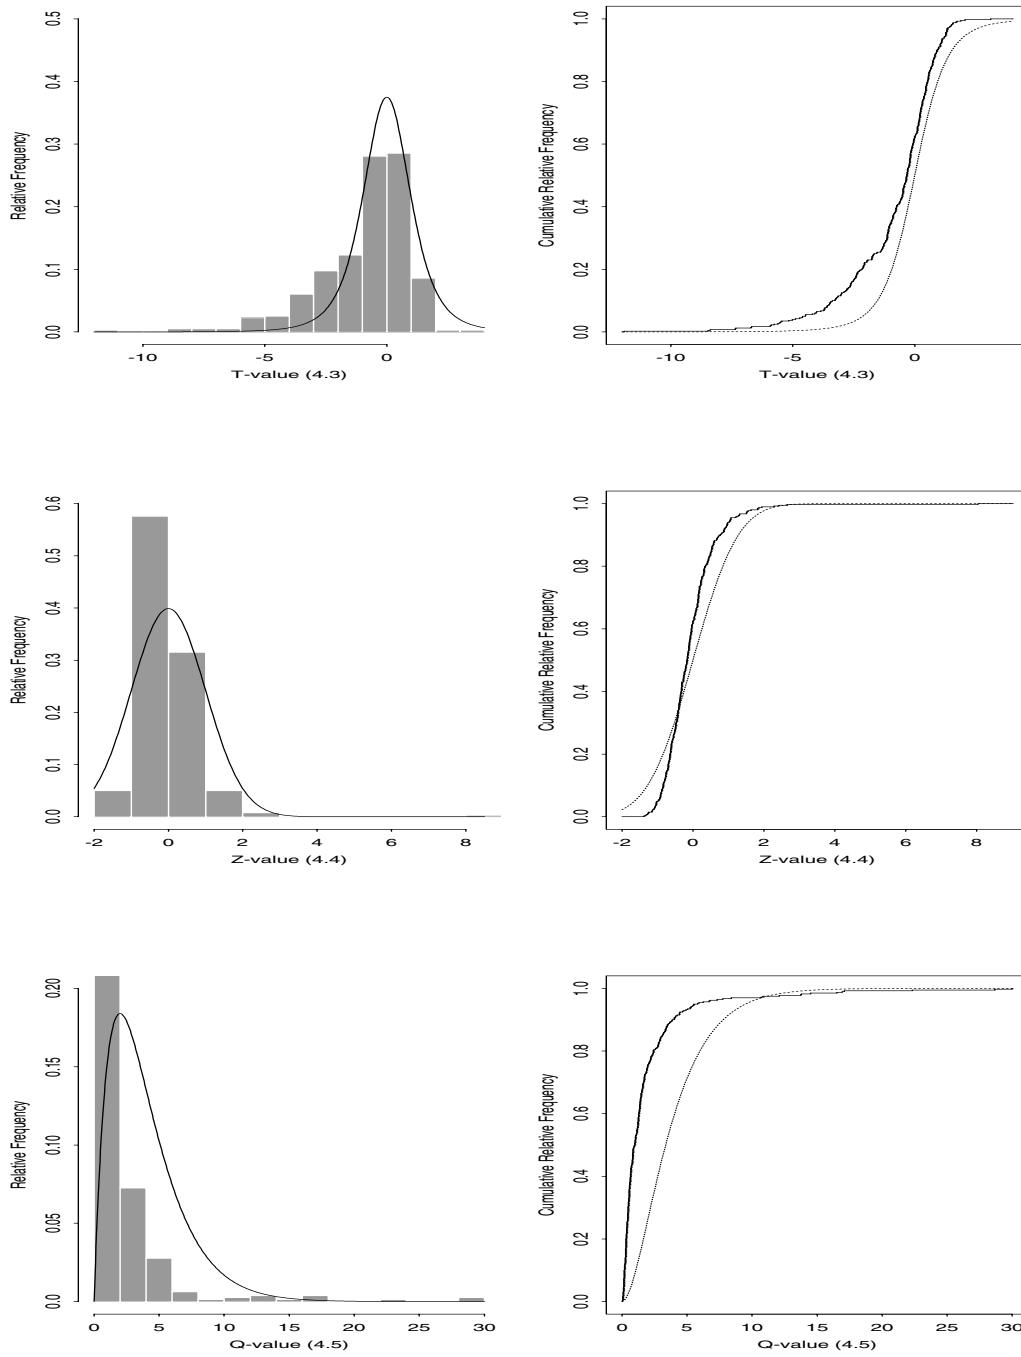 Relative Frequency
0.0 0.1 0.2 0.3 0.4 0.5
-10 -5 0
T-value (4.3)
Cumulative Relative Frequency
0.0 0.2 0.4 0.6 0.8 1.0
-10 -5 0
T-value (4.3)
Relative Frequency
0.0 0.1 0.2 0.3 0.4 0.5 0.6
-2 0 2 4 6 8
Z-value (4.4)
Cumulative Relative Frequency
0.0 0.2 0.4 0.6 0.8 1.0
-2 0 2 4 6 8
Z-value (4.4)
Relative Frequency
0.0 0.05 0.10 0.15 0.20
0 5 10 15 20 25 30
Q-value (4.5)
Cumulative Relative Frequency
0.0 0.2 0.4 0.6 0.8 1.0
0 5 10 15 20 25 30
Q-value (4.5)